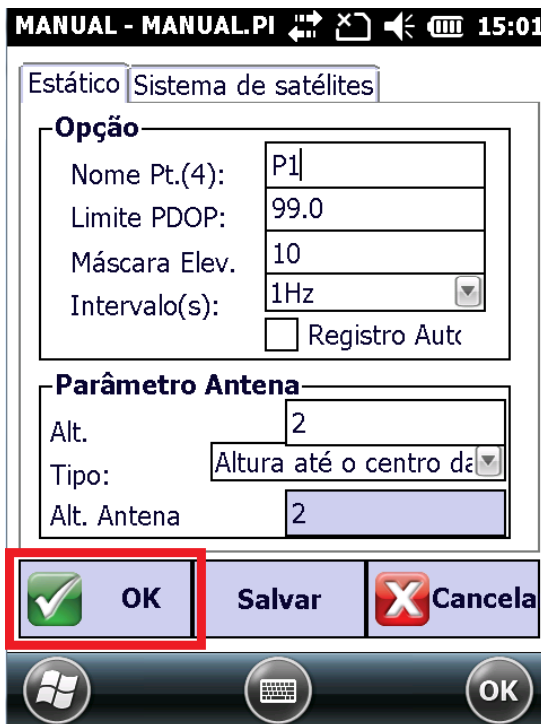 MANUAL - MANUAL.PI 15:01
Estático Sistema de satélites
Opção
Nome Pt.(4): P1
Limite PDOP: 99.0
Máscara Elev. 10
Intervalo(s): 1Hz
Registro Autc
Parâmetro Antena
Alt. 2
Tipo: Altura até o centro da
Alt. Antena 2
OK Salvar Cancela
OK